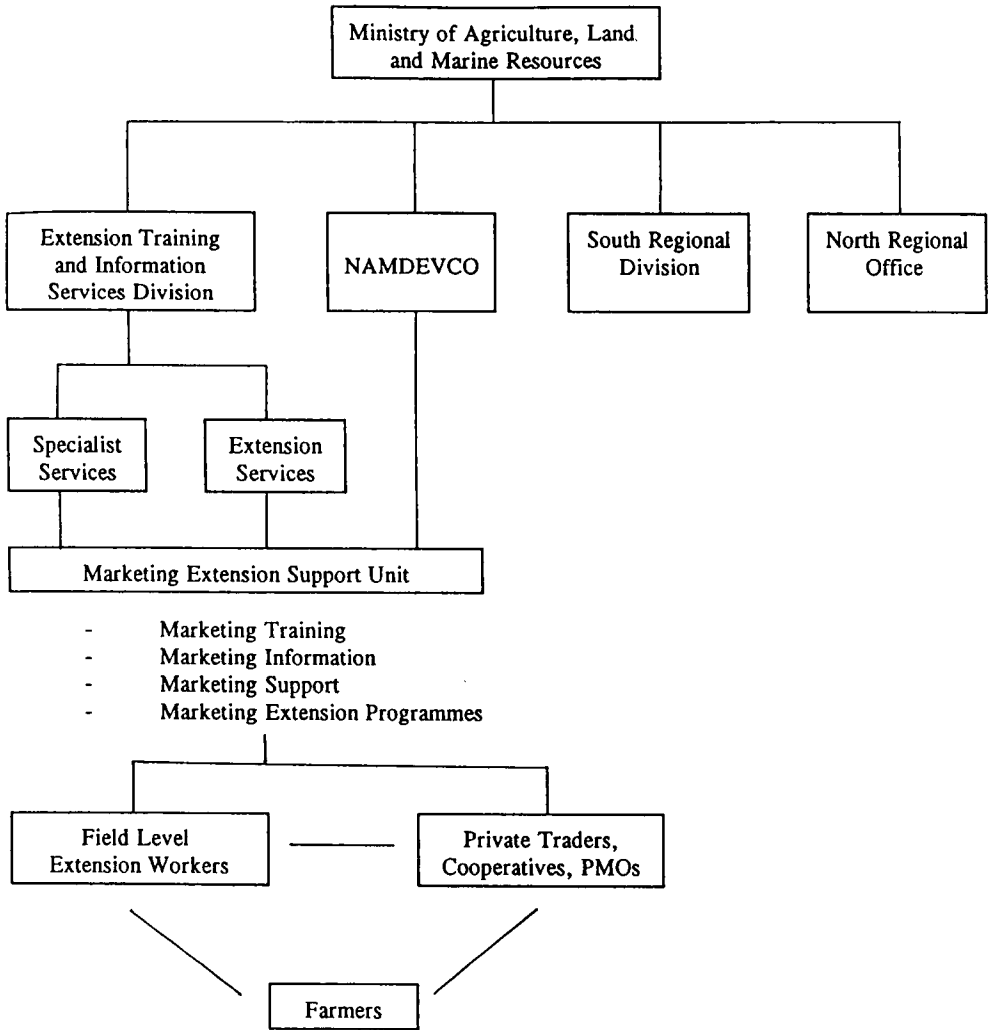 Ministry of Agriculture, Land
and Marine Resources
Extension Training
and Information
Services Division
NAMDEVCO
South Regional
Division
North Regional
Office
Specialist
Services
Extension
Services
Marketing Extension Support Unit
- Marketing Training
- Marketing Information
- Marketing Support
- Marketing Extension Programmes
Field Level
Extension Workers
Private Traders,
Cooperatives, PMOs
Farmers